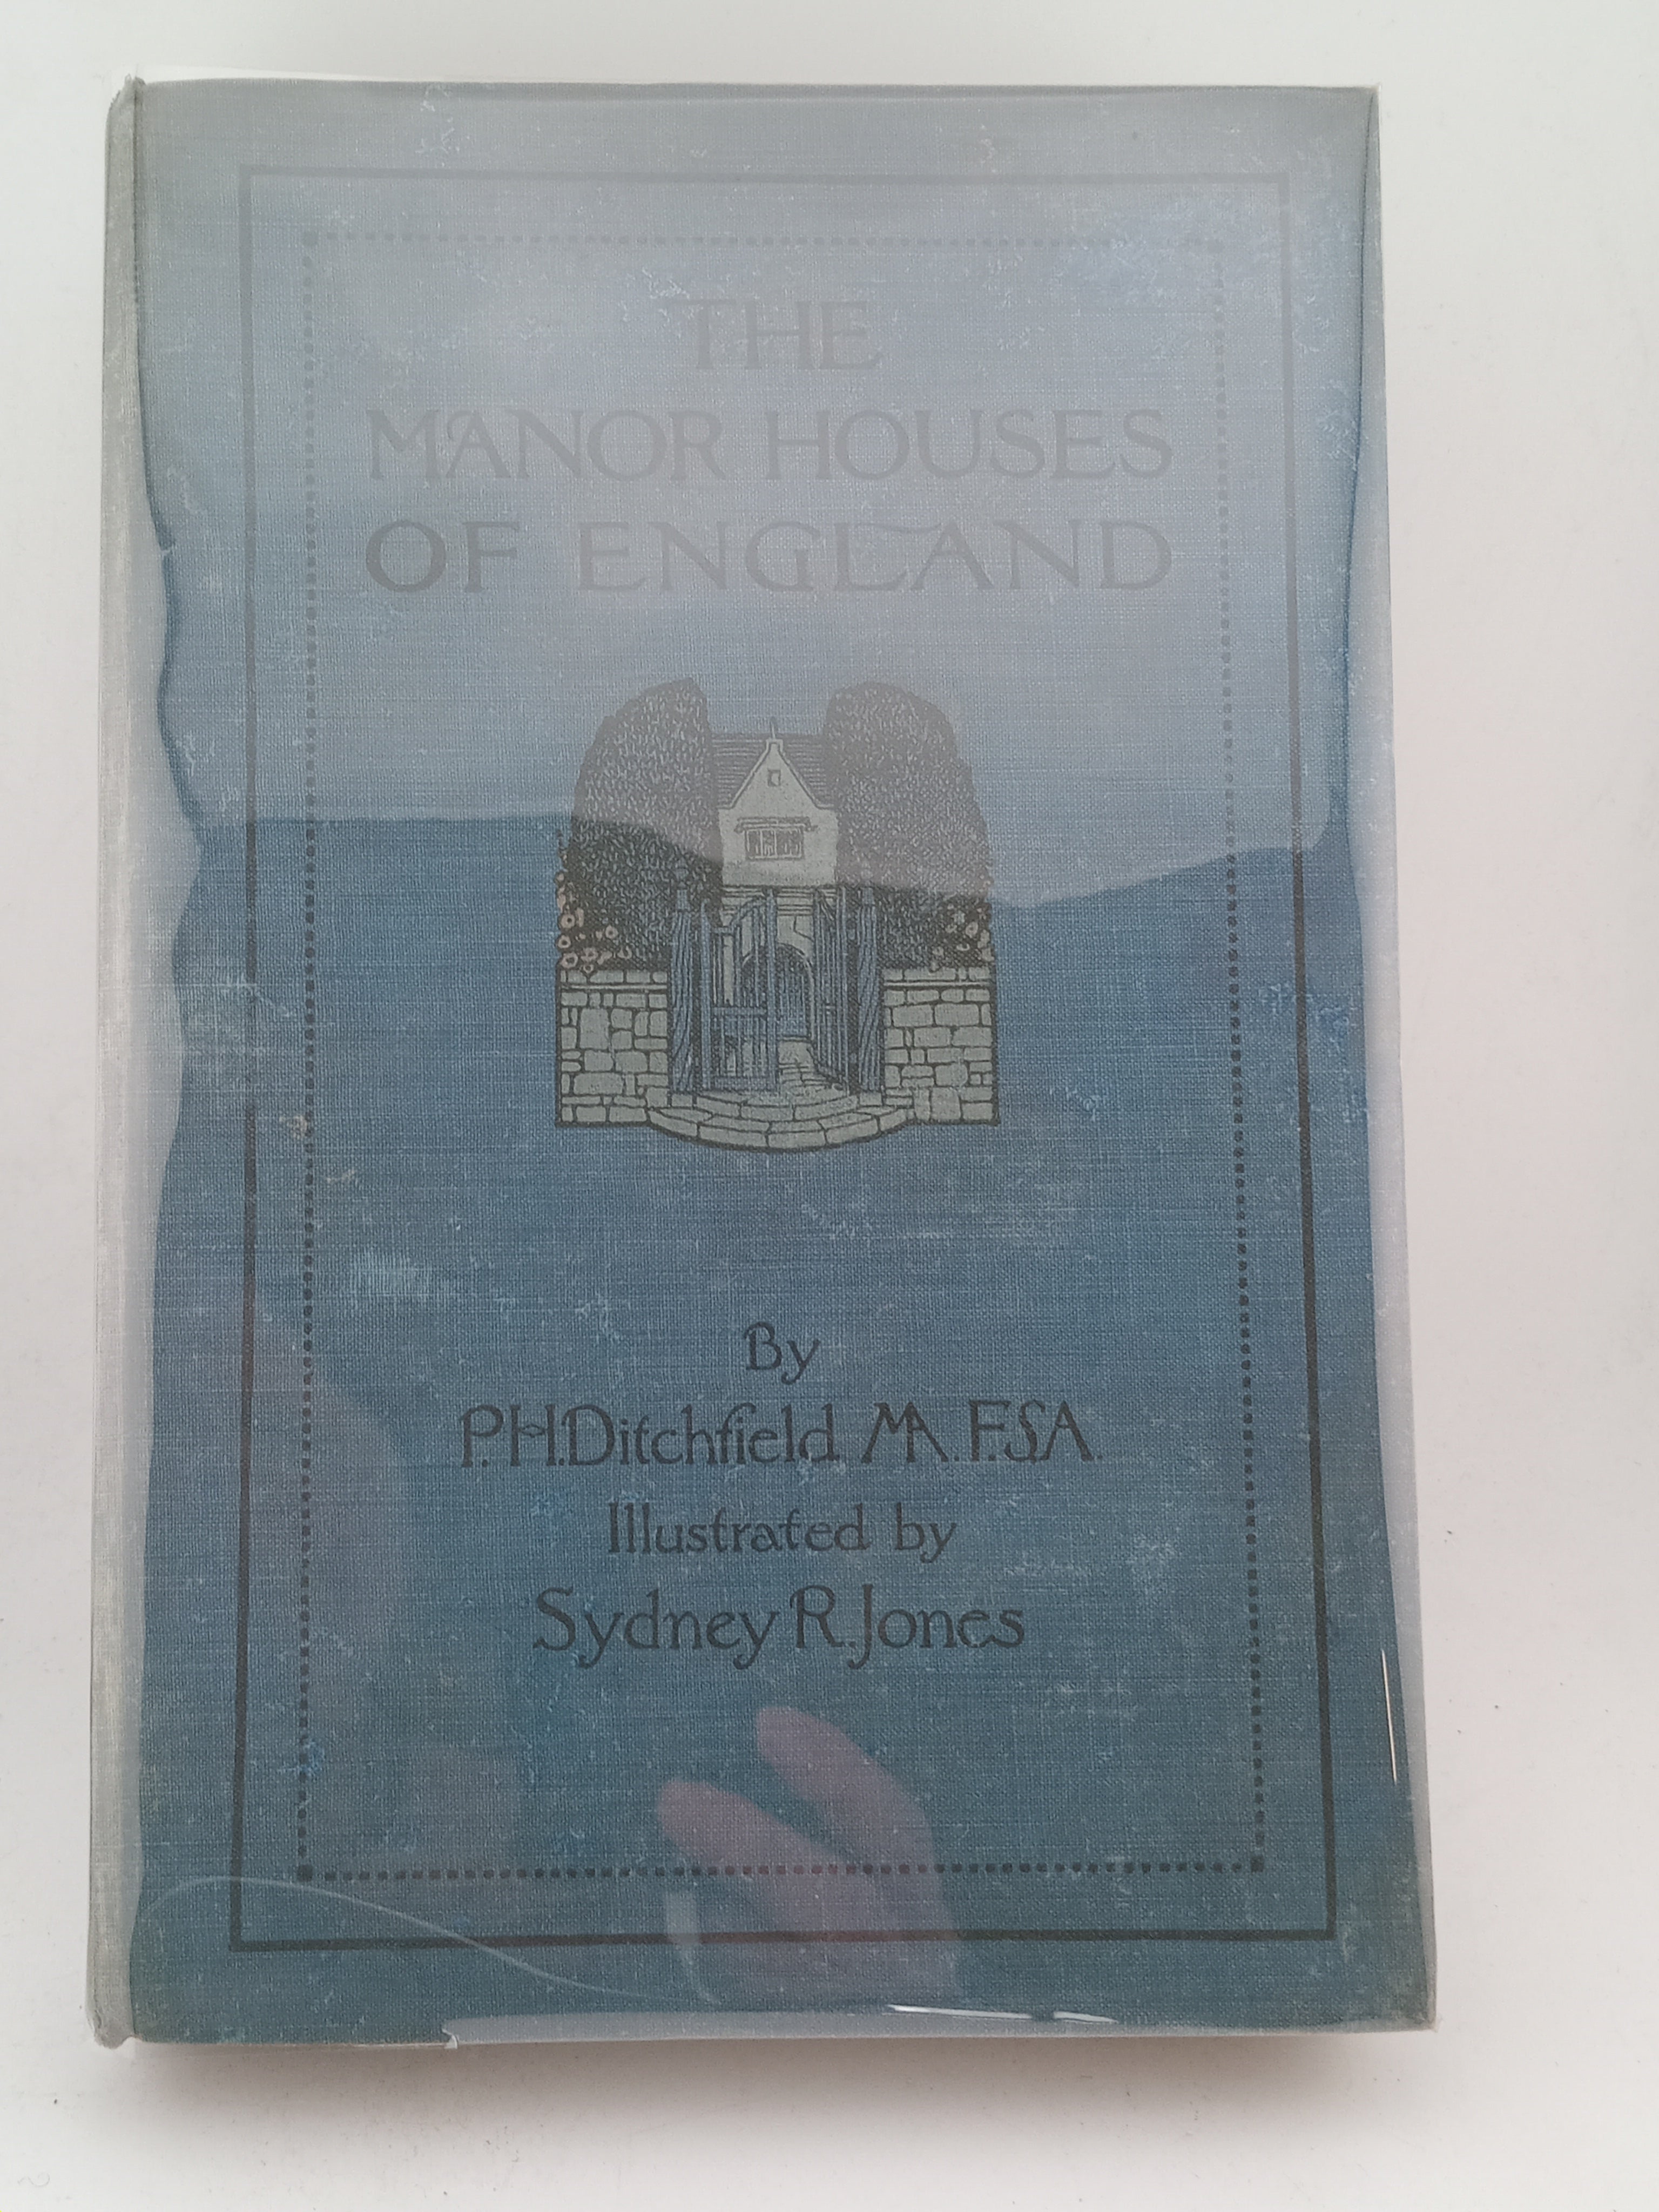 THE
MANOR HOUSES
OF ENGLAND
By
P.H.Ditchfield M.A. F.S.A.
Illustrated by
Sydney R. Jones